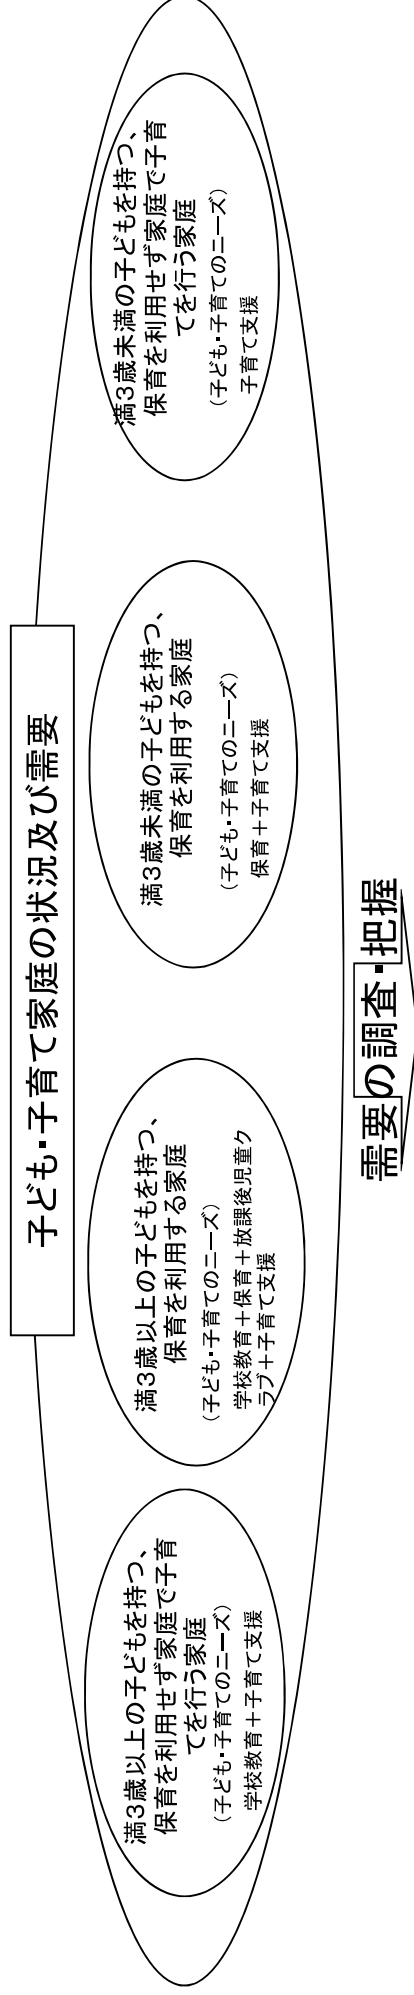 子ども・子育て家庭の状況及び需要
満3歳以上の子どもを持つ、
保育を利用せず家庭で子育
てを行う家庭
(子ども・子育てのニーズ)
学校教育＋子育て支援
満3歳以上の子どもを持つ、
保育を利用する家庭
(子ども・子育てのニーズ)
学校教育＋保育＋放課後児童ク
ラブ＋子育て支援
満3歳未満の子どもを持つ、
保育を利用する家庭
(子ども・子育てのニーズ)
保育＋子育て支援
満3歳未満の子どもを持つ、
保育を利用せず家庭で子育
てを行う家庭
(子ども・子育てのニーズ)
子育て支援
需要の調査・把握